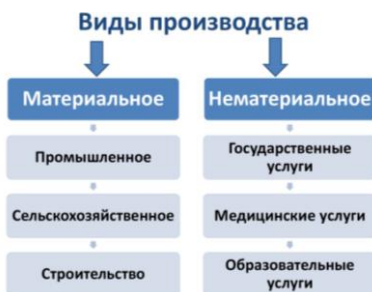 Виды производства
Материальное
Нематериальное
Промышленное
Государственные
услуги
Сельскохозяйственное
Медицинские услуги
Строительство
Образовательные
услуги